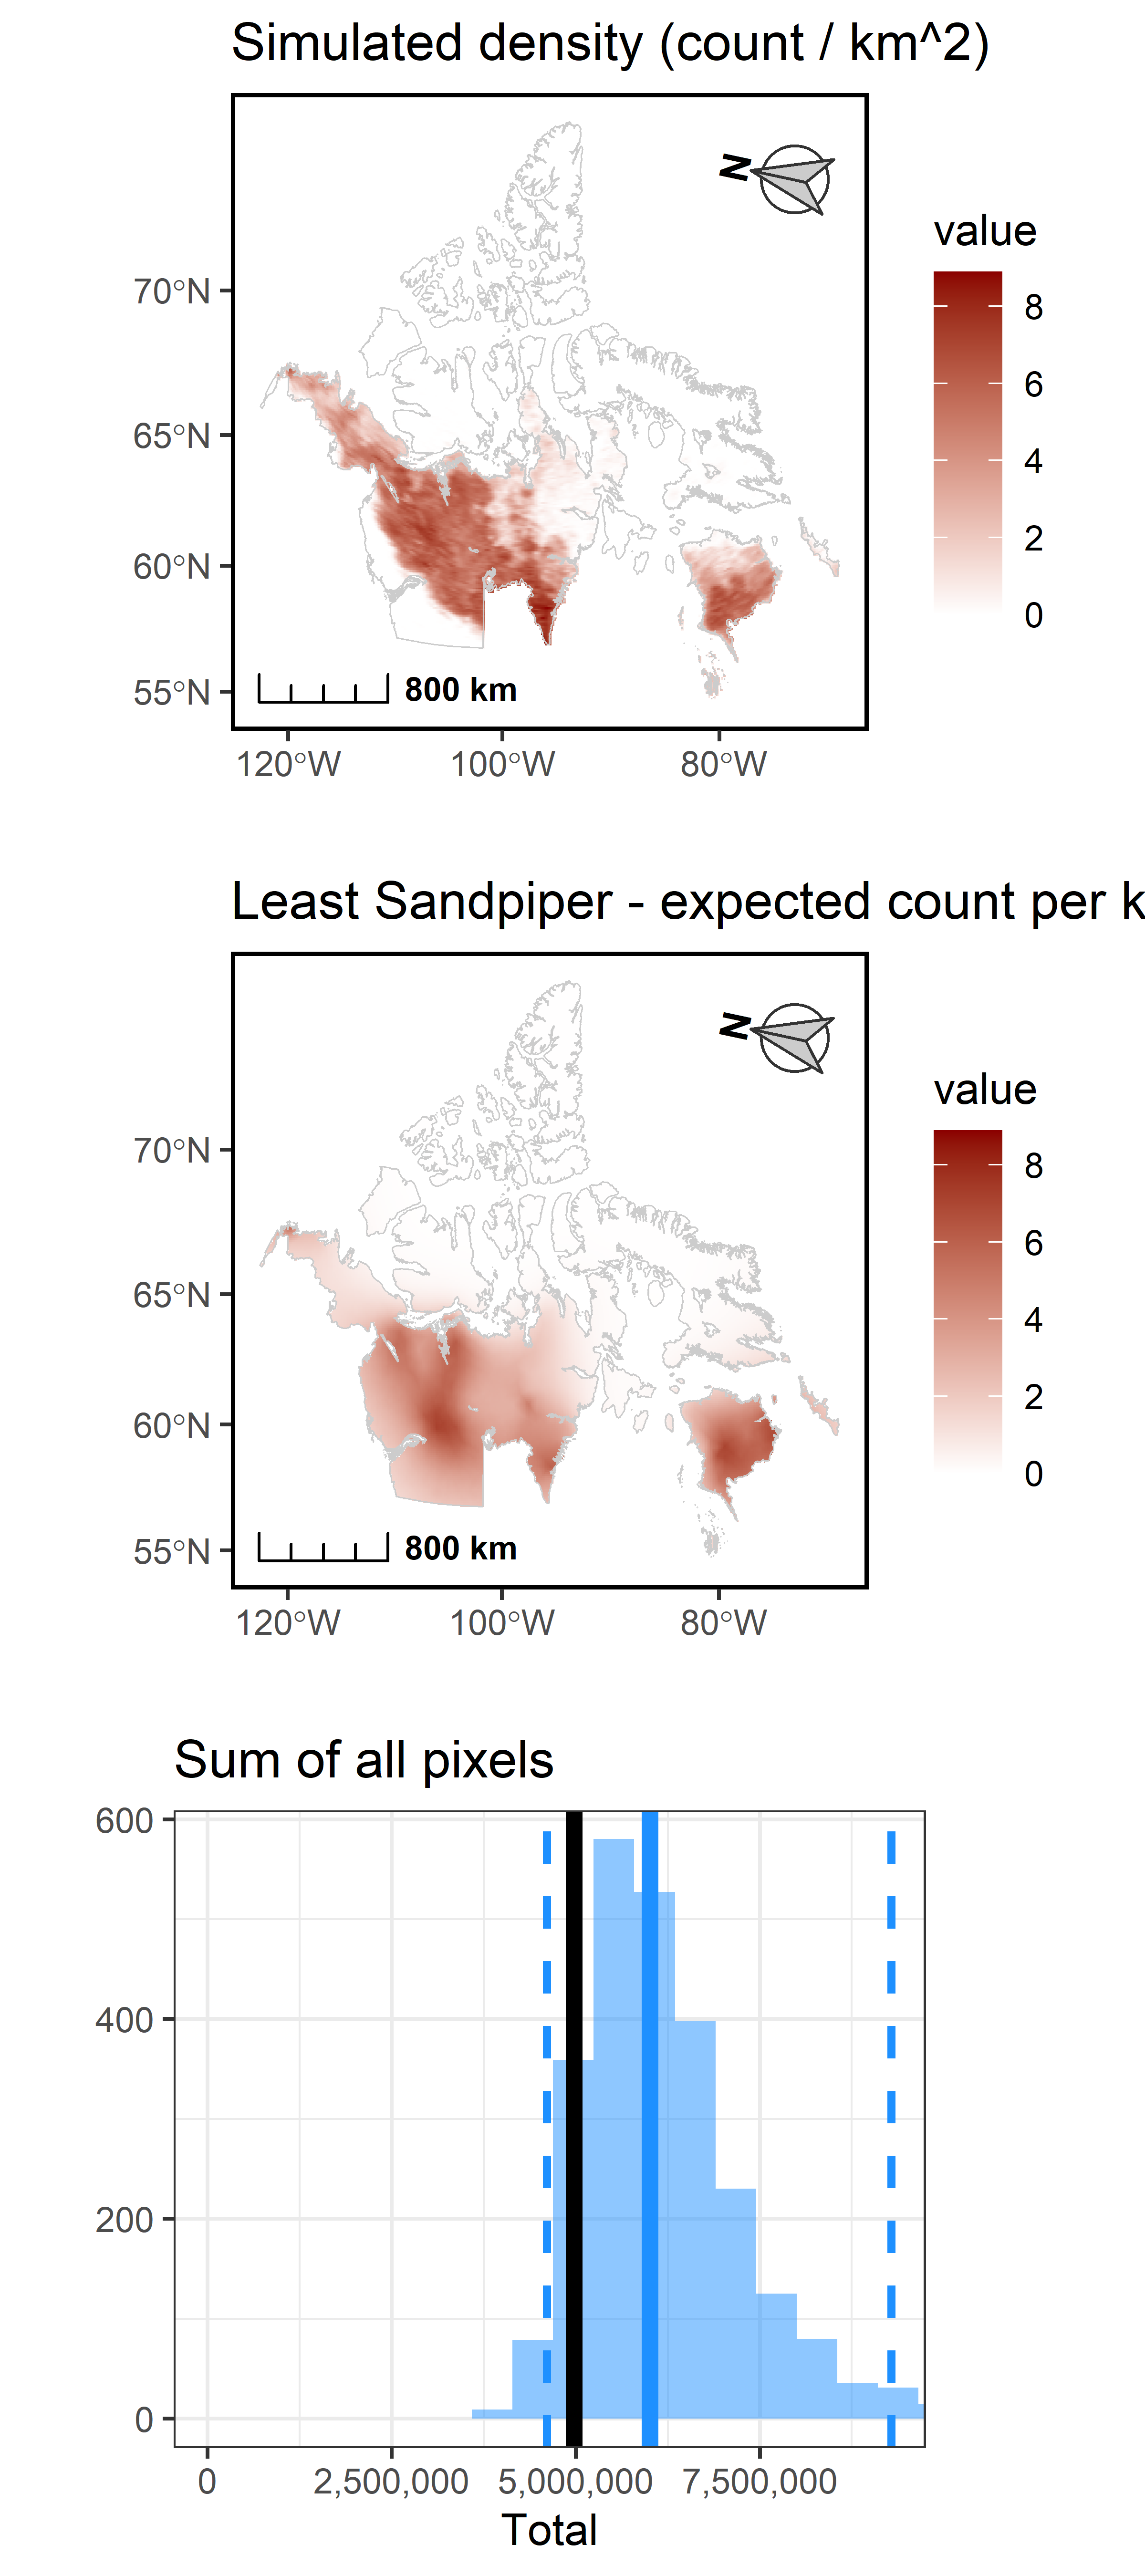 Simulated density (count / km^2)
N
value
8
6
4
2
0
70°N
65°N
60°N
55°N
800 km
120°W 100°W 80°W
Least Sandpiper - expected count per k
N
value
8
6
4
2
0
70°N
65°N
60°N
55°N
800 km
120°W 100°W 80°W
Sum of all pixels
600
400
200
0
0 2,500,000 5,000,000 7,500,000
Total